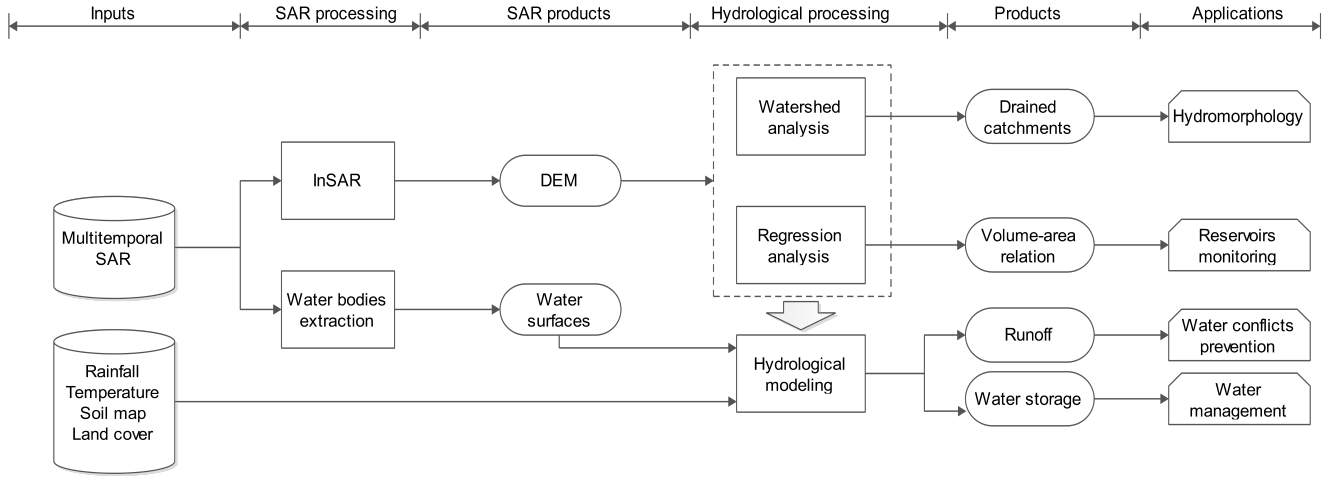 Inputs
SAR processing
SAR products
Hydrological processing
Products
Applications
Watershed
analysis
Drained
catchments
Hydromorphology
InSAR
DEM
Multitemporal
SAR
Regression
analysis
Volume-area
relation
Reservoirs
monitoring
Water bodies
extraction
Water
surfaces
Rainfall
Temperature
Soil map
Land cover
Hydrological
modeling
Runoff
Water conflicts
prevention
Water storage
Water
management